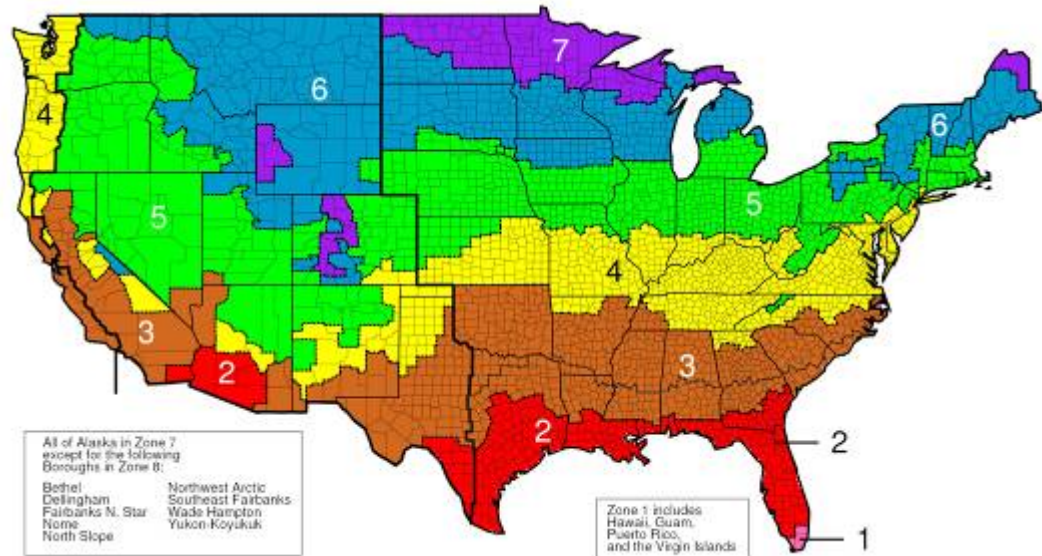 7
6
4
6
5
5
4
3
3
2
2
2
1
All of Alaska in Zone 7
except for the following
Boroughs in Zone 8:
Bethel Northwest Arctic
Dellingham Southeast Fairbanks
Fairbanks N. Star Wade Hampton
Nome Yukon-Koyukuk
North Slope
Zone 1 includes
Hawaii, Guam,
Puerto Rico,
and the Virgin Islands